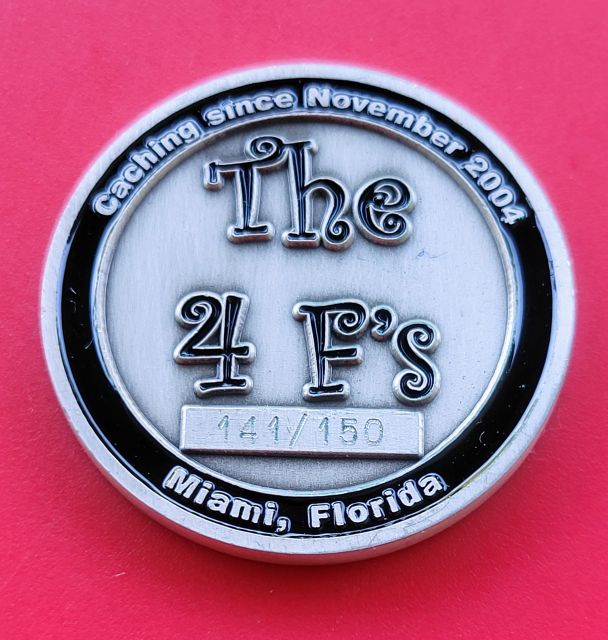 Caching since November 2004
The
4 F's
141/150
Miami, Florida